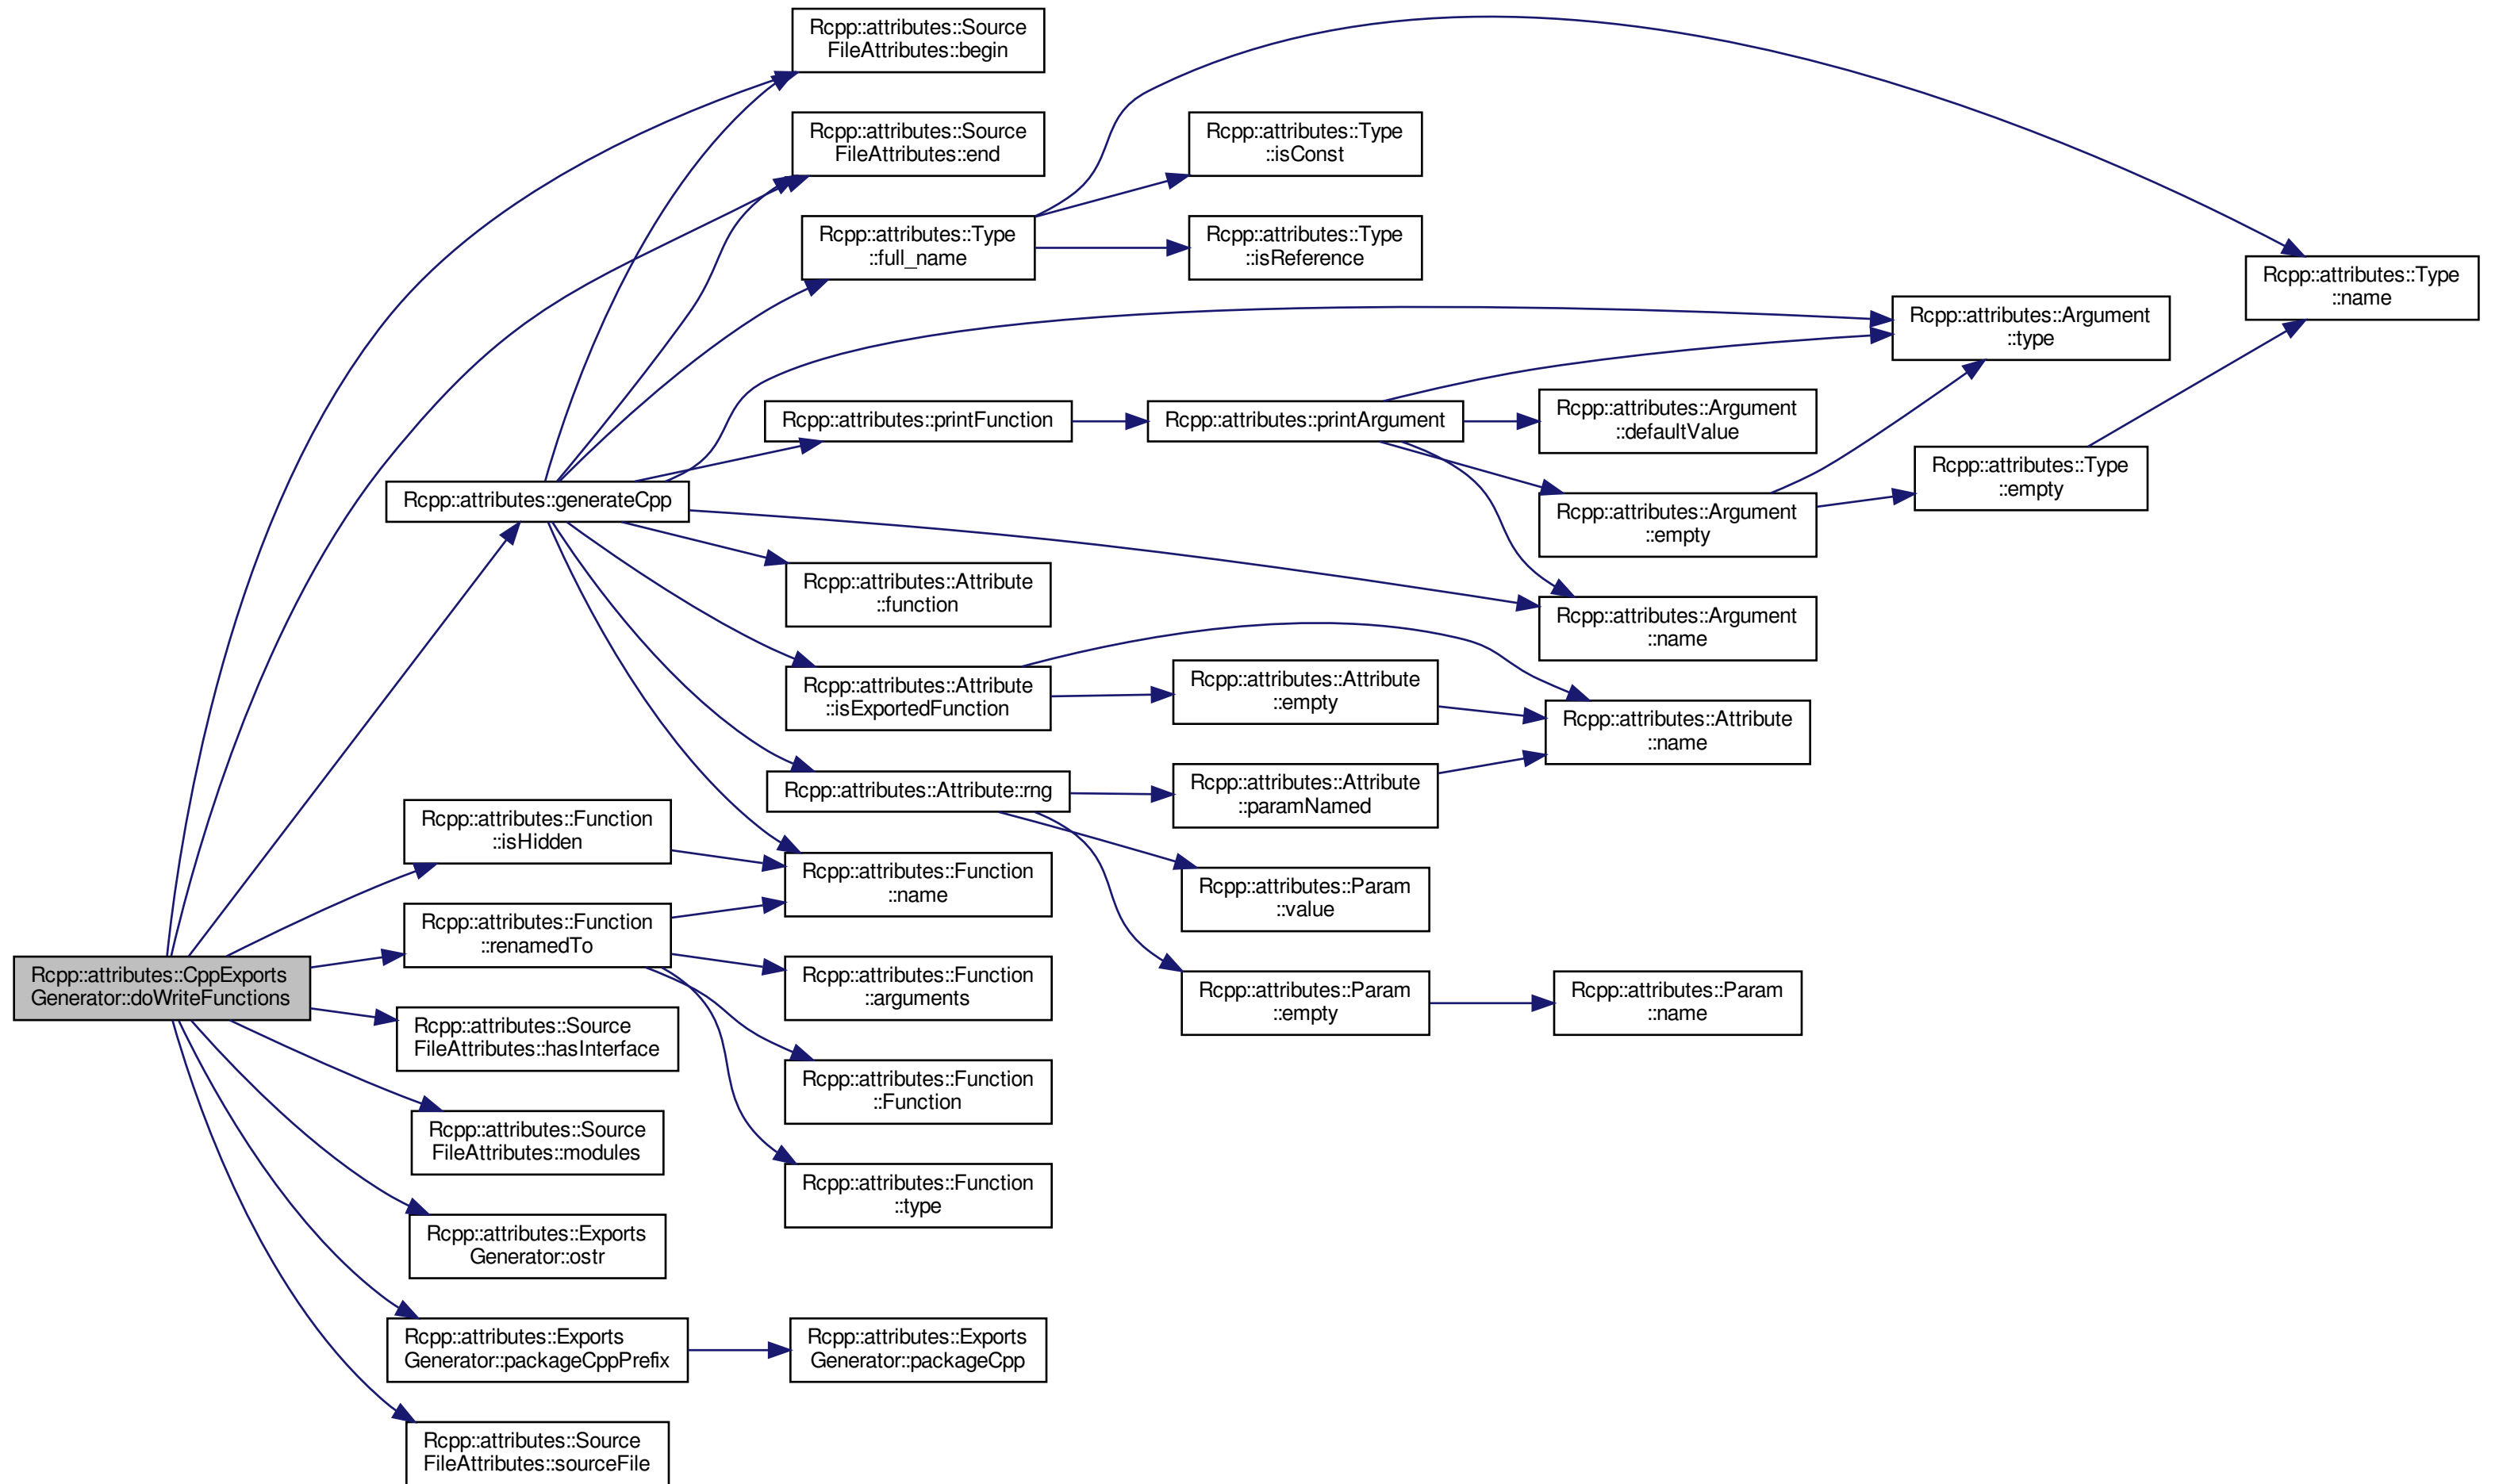 Rcpp::attributes::Source
FileAttributes::begin
Rcpp::attributes::Source
FileAttributes::end
Rcpp::attributes::Type
::isConst
Rcpp::attributes::Type
::full_name
Rcpp::attributes::Type
::isReference
Rcpp::attributes::Type
::name
Rcpp::attributes::Argument
::type
Rcpp::attributes::printFunction
Rcpp::attributes::printArgument
Rcpp::attributes::Argument
::defaultValue
Rcpp::attributes::Type
::empty
Rcpp::attributes::generateCpp
Rcpp::attributes::Argument
::empty
Rcpp::attributes::Attribute
::function
Rcpp::attributes::Argument
::name
Rcpp::attributes::Attribute
::isExportedFunction
Rcpp::attributes::Attribute
::empty
Rcpp::attributes::Attribute
::name
Rcpp::attributes::Attribute::rng
Rcpp::attributes::Attribute
::paramNamed
Rcpp::attributes::Function
::isHidden
Rcpp::attributes::Function
::name
Rcpp::attributes::Param
::value
Rcpp::attributes::Function
::renamedTo
Rcpp::attributes::CppExports
Generator::doWriteFunctions
Rcpp::attributes::Function
::arguments
Rcpp::attributes::Param
::empty
Rcpp::attributes::Param
::name
Rcpp::attributes::Source
FileAttributes::hasInterface
Rcpp::attributes::Function
::Function
Rcpp::attributes::Source
FileAttributes::modules
Rcpp::attributes::Function
::type
Rcpp::attributes::Exports
Generator::ostr
Rcpp::attributes::Exports
Generator::packageCppPrefix
Rcpp::attributes::Exports
Generator::packageCpp
Rcpp::attributes::Source
FileAttributes::sourceFile